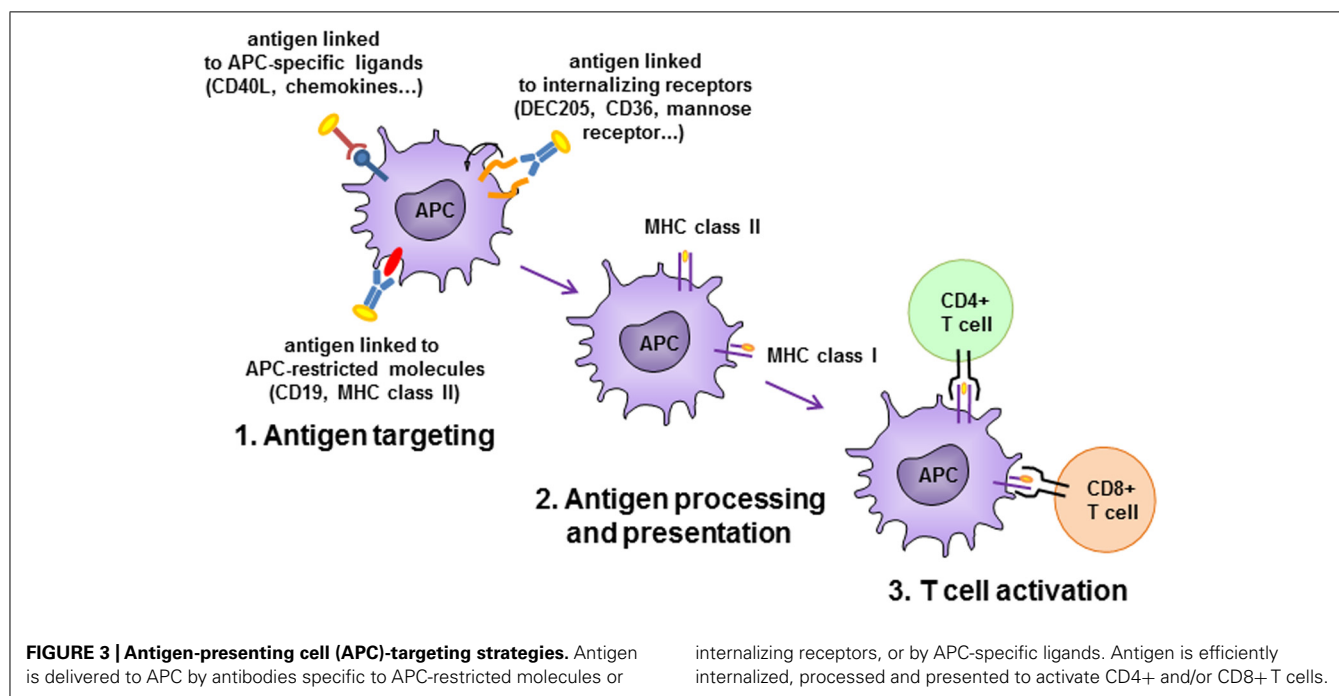 antigen linked
to APC-specific ligands
(CD40L, chemokines...)
antigen linked
to internalizing receptors
(DEC205, CD36, mannose
receptor...)
APC
antigen linked to
APC-restricted molecules
(CD19, MHC class II)
1. Antigen targeting
MHC class II
APC
MHC class I
2. Antigen processing
and presentation
CD4+
T cell
APC
CD8+
T cell
3. T cell activation
FIGURE 3 | Antigen-presenting cell (APC)-targeting strategies. Antigen
is delivered to APC by antibodies specific to APC-restricted molecules or
internalizing receptors, or by APC-specific ligands. Antigen is efficiently
internalized, processed and presented to activate CD4+ and/or CD8+ T cells.